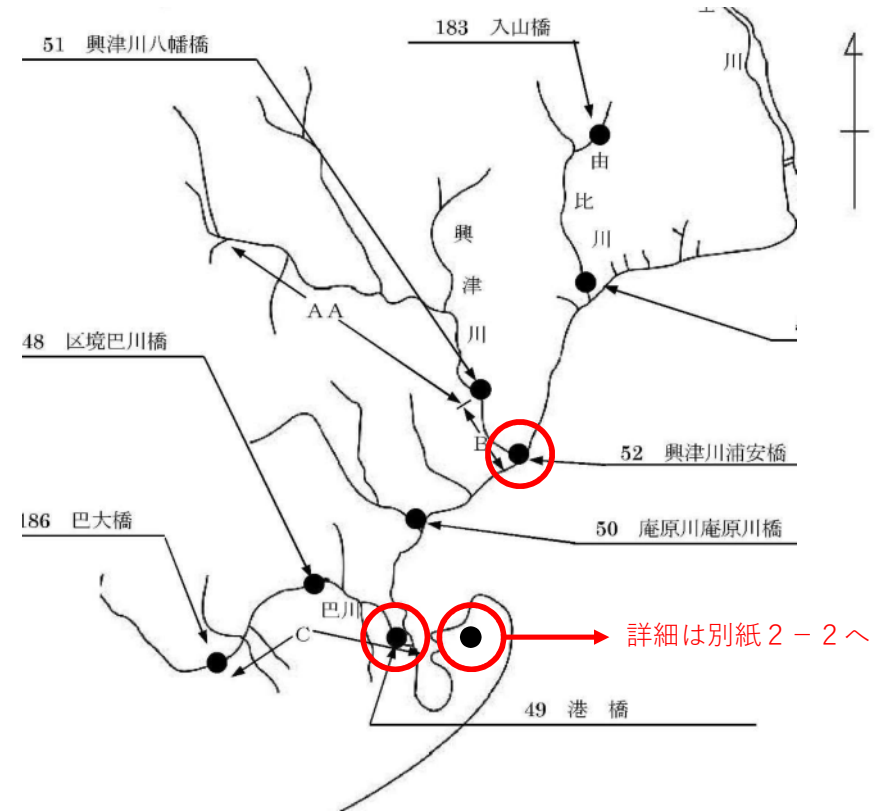 51 興津川八幡橋
183 入山橋
川
由比川
興津川
AA
48 区境巴川橋
B
52 興津川浦安橋
186 巴大橋
50 庵原川庵原川橋
巴川
C
詳細は別紙2-2へ
49 港橋